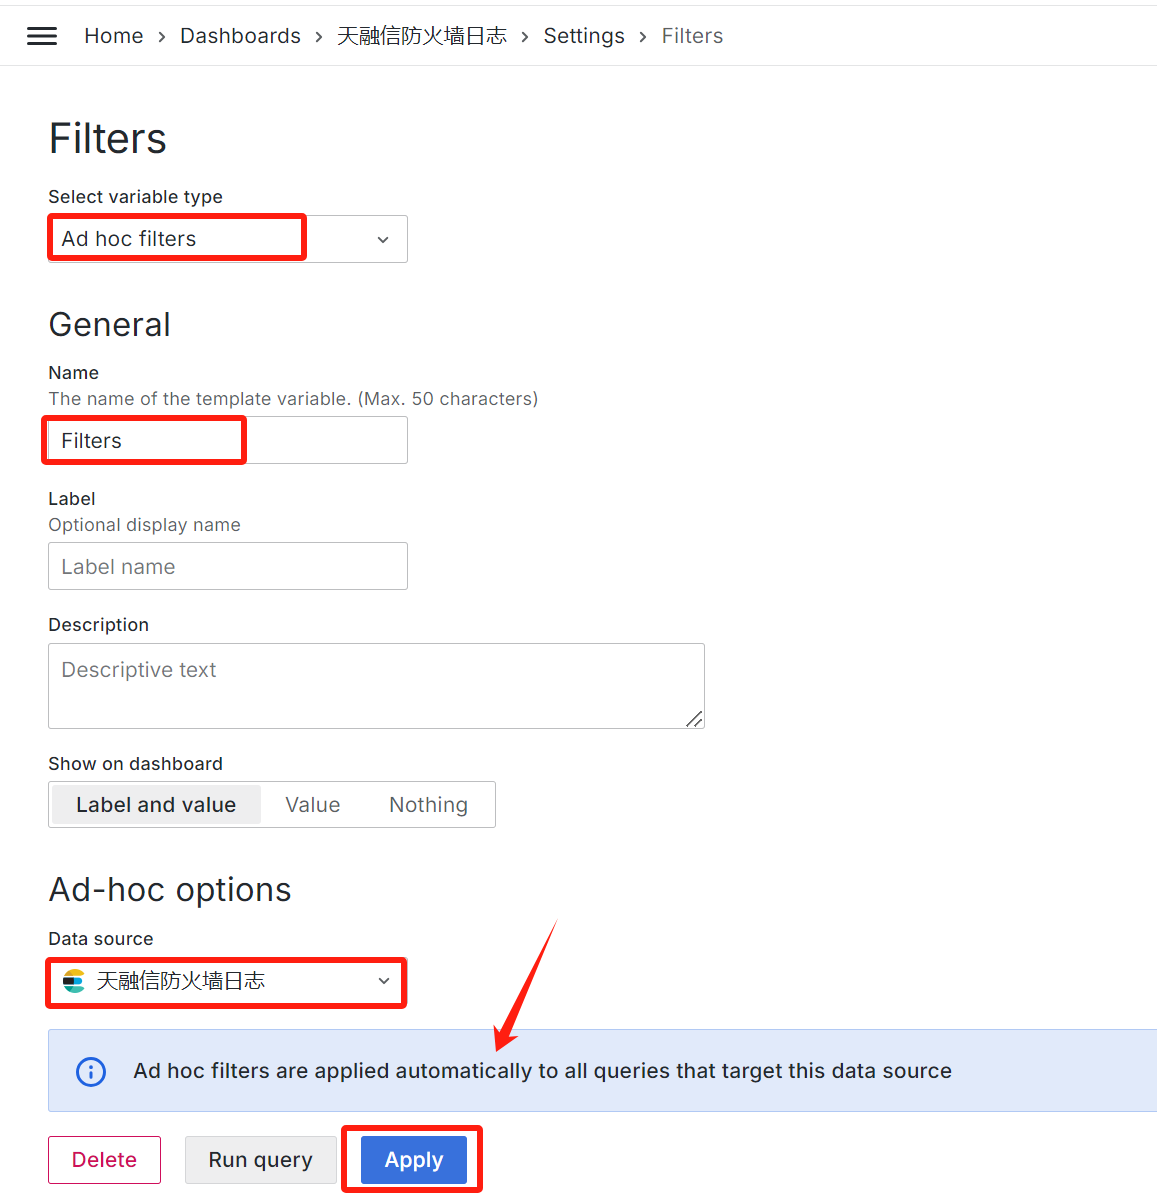 Home › Dashboards › 天融信防火墙日志 › Settings › Filters
Filters
Select variable type
Ad hoc filters
General
Name
The name of the template variable. (Max. 50 characters)
Filters
Label
Optional display name
Label name
Description
Descriptive text
Show on dashboard
Label and value Value Nothing
Ad-hoc options
Data source
天融信防火墙日志
Ad hoc filters are applied automatically to all queries that target this data source
Delete Run query Apply